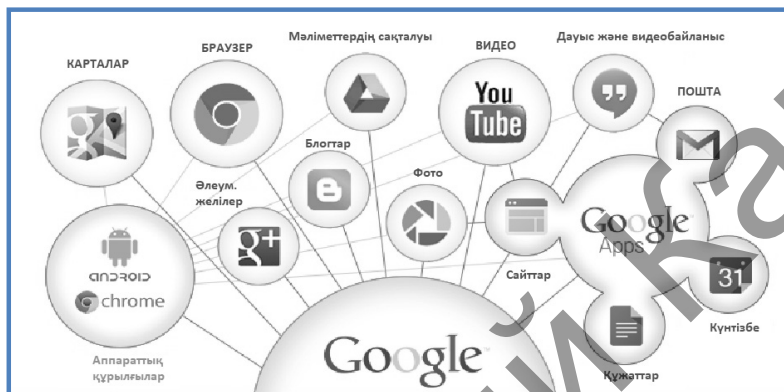 КАРТАЛАР
БРАУЗЕР
Мәліметтердің сақталуы
ВИДЕО
Дауыс және видеобайланыс
ПОШТА
You
Tube
Блогтар
Фото
Әлеум.
желілер
g+
Google
Apps
Сайттар
31
Күнтізбе
Құжаттар
android
chrome
Аппараттық
құрылғылар
Google